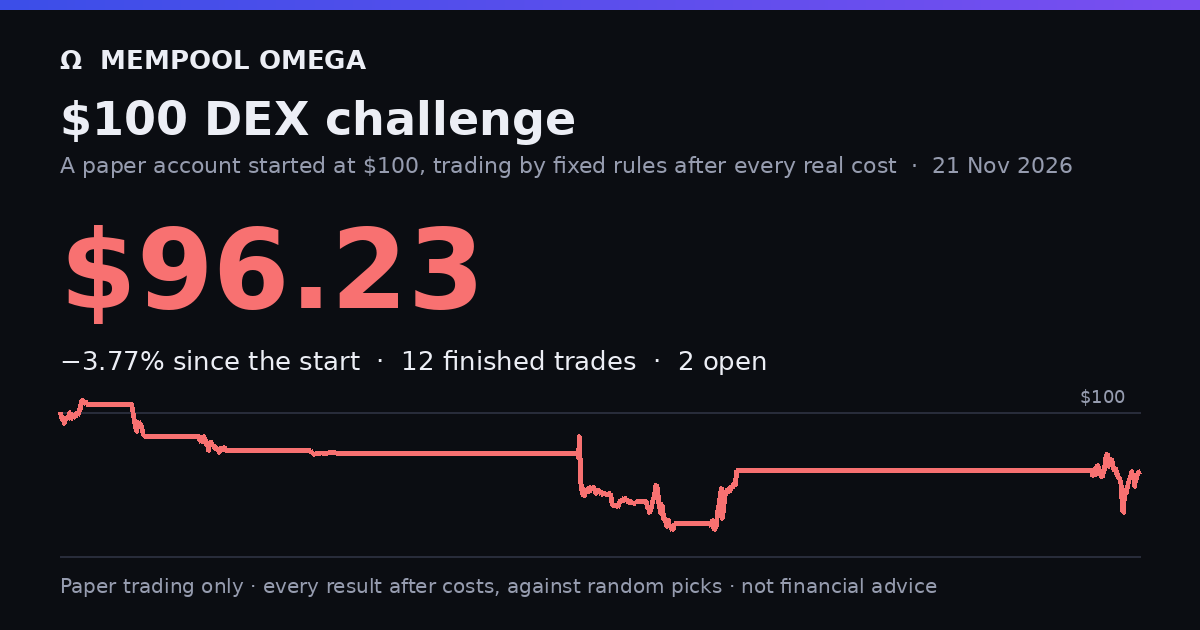 Ω MEMPOOL OMEGA
$100 DEX challenge
A paper account started at $100, trading by fixed rules after every real cost · 21 Nov 2026
$96.23
−3.77% since the start · 12 finished trades · 2 open
$100
Paper trading only · every result after costs, against random picks · not financial advice